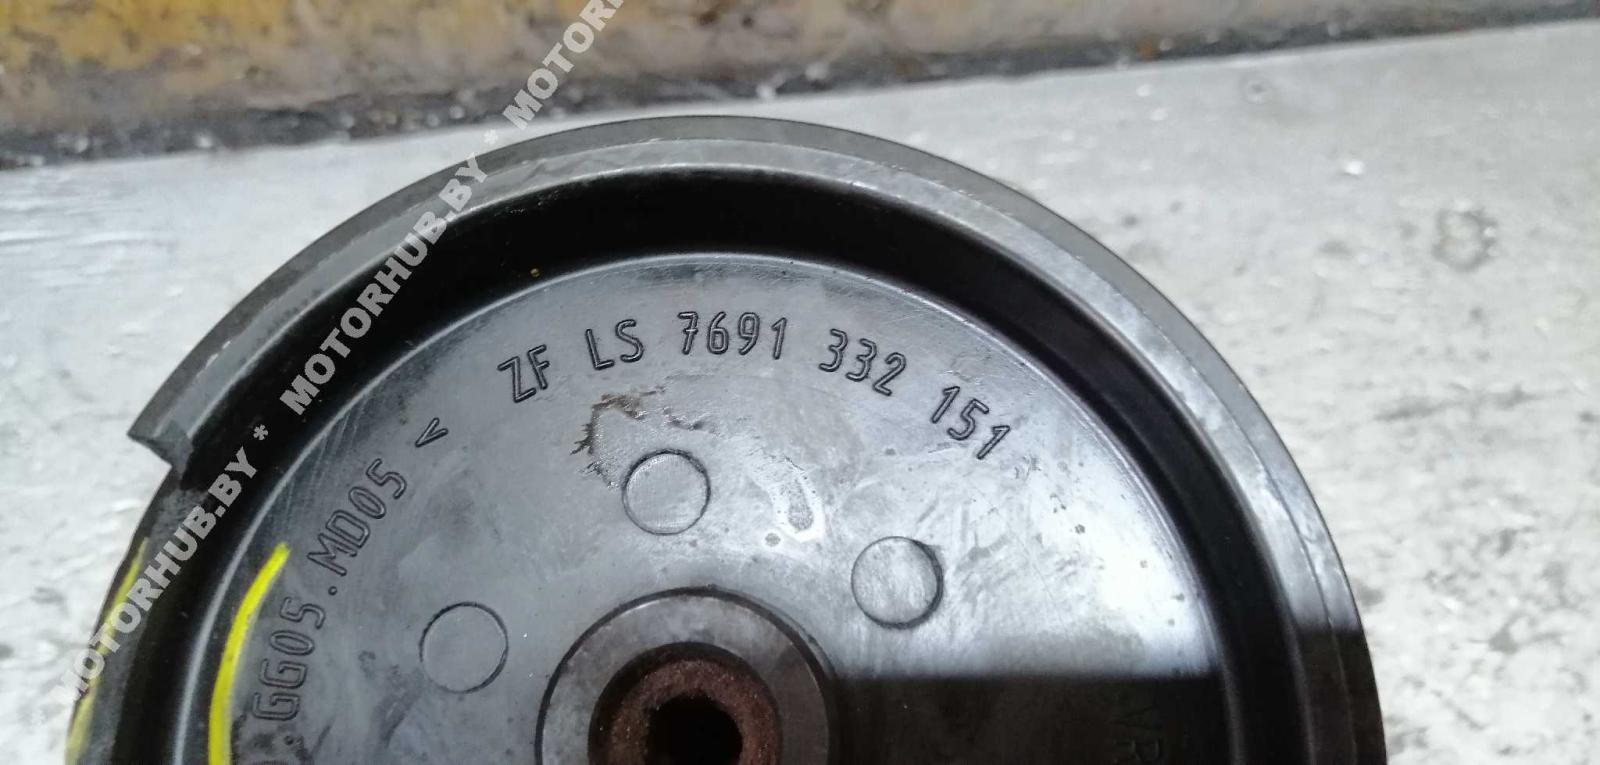 ZF LS 7691 332 151
.GG05.MD05 <
MOTORHUB.BY * MOTORHUB.BY * MOTORHUB.BY * MOTOR